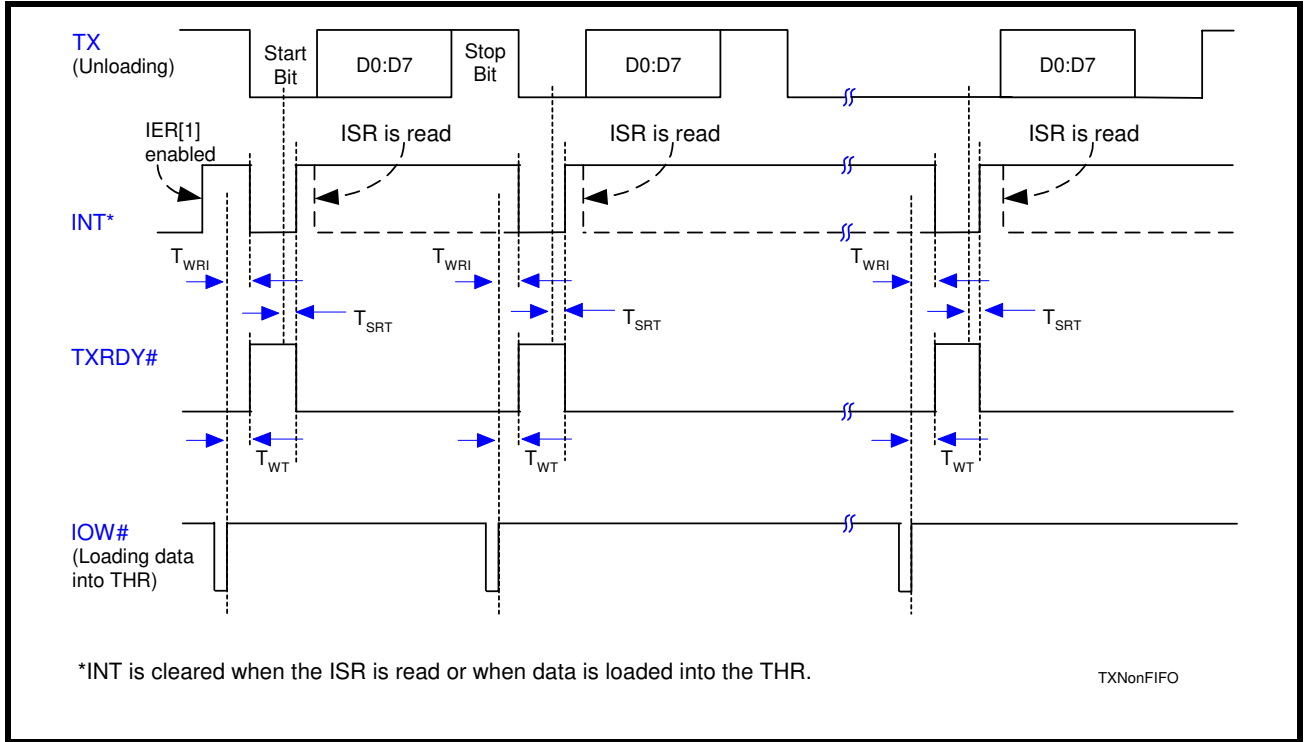 TX
(Unloading)
Start
Bit
D0:D7
Stop
Bit
D0:D7
D0:D7
IER[1]
enabled
ISR is read
ISR is read
ISR is read
INT*
TWRI
TWRI
TWRI
TSRT
TSRT
TSRT
TXRDY#
TWT
TWT
TWT
IOW#
(Loading data
into THR)
*INT is cleared when the ISR is read or when data is loaded into the THR.
TXNonFIFO